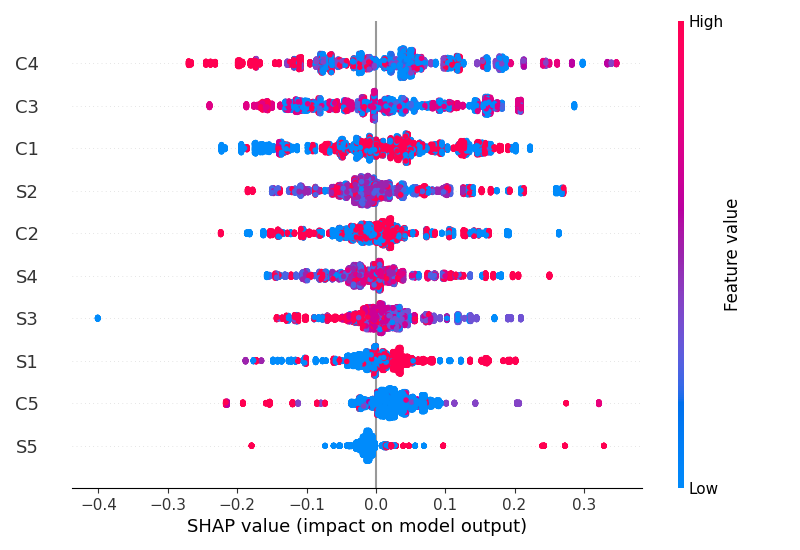 High
C4
C3
C1
S2
C2
S4
S3
S1
C5
S5
Feature value
Low
−0.4 −0.3 −0.2 −0.1 0.0 0.1 0.2 0.3
SHAP value (impact on model output)